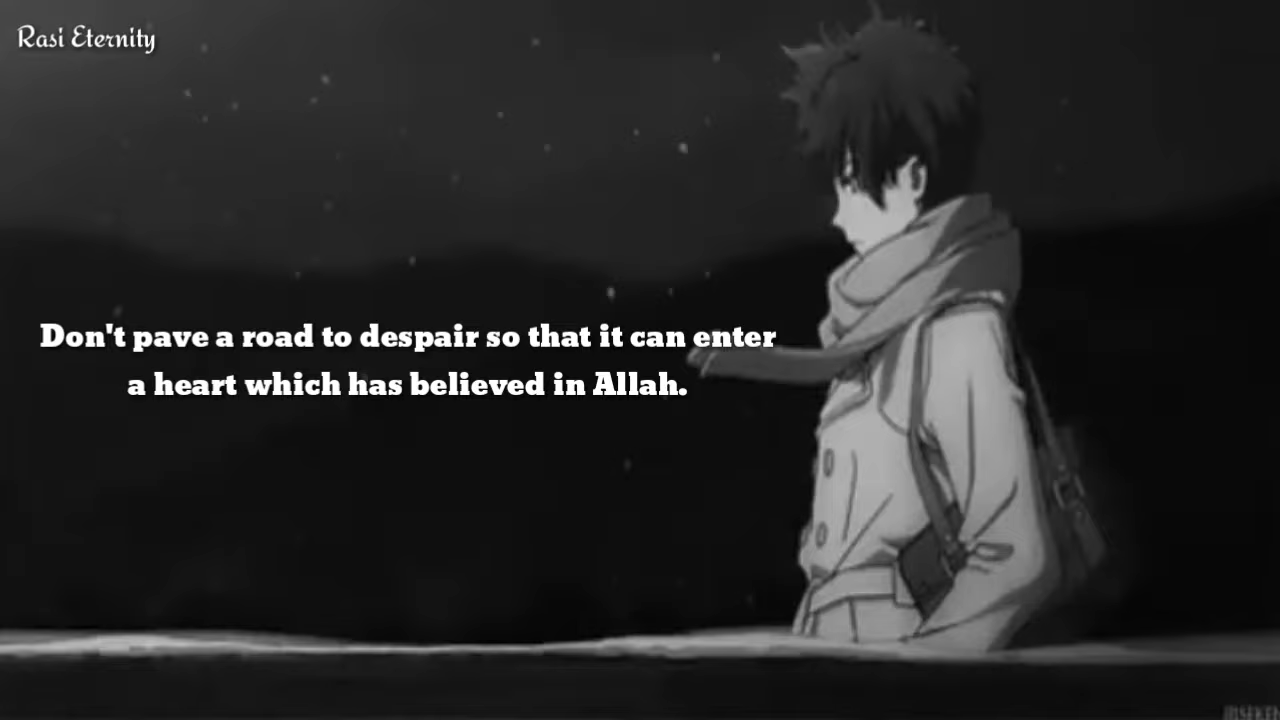 Rasi Eternity
Don't pave a road to despair so that it can enter
a heart which has believed in Allah.